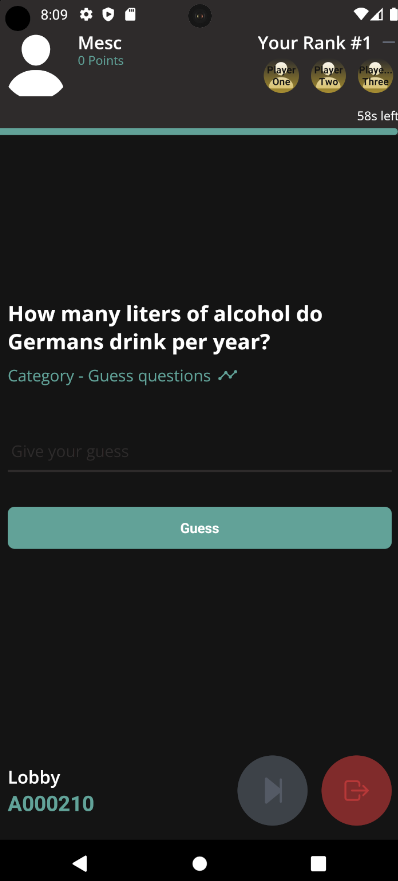 8:09
Mesc
0 Points
Your Rank #1
Player One
Player Two
Playe... Three
58s left
How many liters of alcohol do
Germans drink per year?
Category - Guess questions
Give your guess
Guess
Lobby
A000210